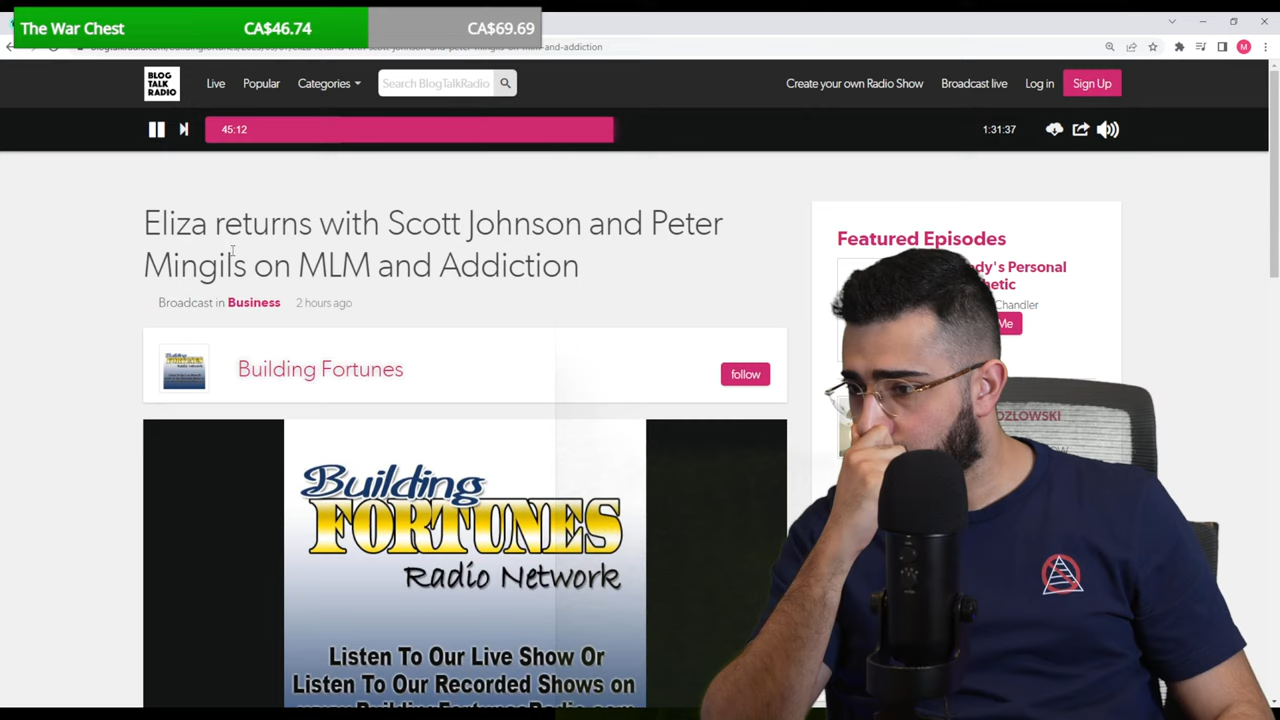 The War Chest CA$46.74 CA$69.69
BLOG
TALK
RADIO
Live Popular Categories Search BlogTalkRadio Create your own Radio Show Broadcast live Log in Sign Up
45:12 1:31:37
Eliza returns with Scott Johnson and Peter
Mingils on MLM and Addiction
Broadcast in Business 2 hours ago
Building Fortunes follow
Building
FORTUNES
Radio Network
Listen To Our Live Show Or
Listen To Our Recorded Shows on
Featured Episodes
Personal
Chandler
Me